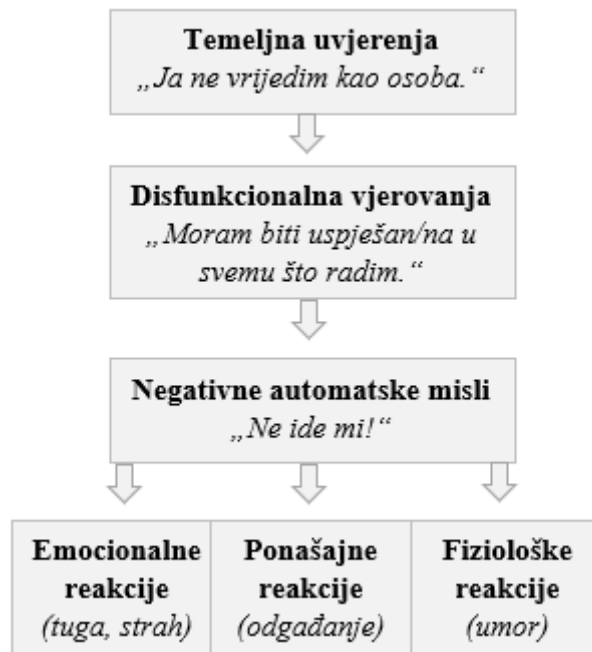 Temeljna uvjerenja
„Ja ne vrijedim kao osoba.“
Disfunkcionalna vjerovanja
„Moram biti uspješan/na u
svemu što radim.“
Negativne automatske misli
„Ne ide mi!“
Emocionalne
reakcije
(tuga, strah)
Ponašajne
reakcije
(odgađanje)
Fiziološke
reakcije
(umor)